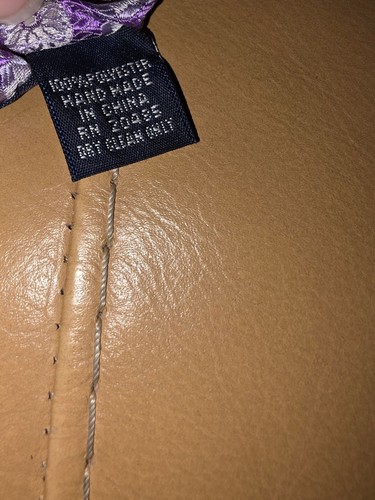 100% POLYESTER
HAND MADE
IN CHINA
RN 20485
DRY CLEAN ONLY